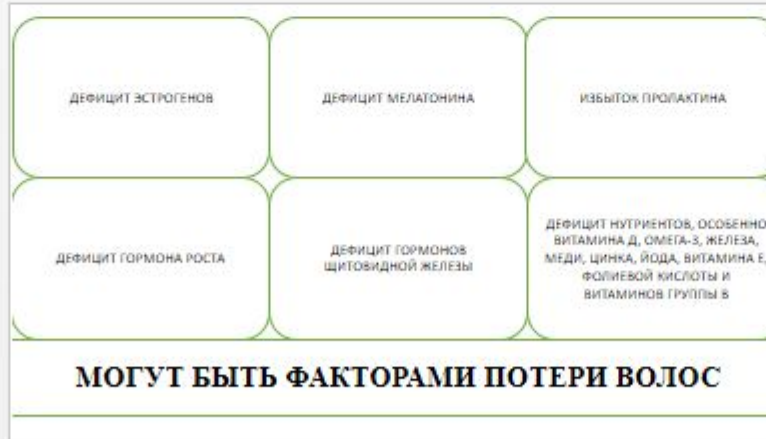 ДЕФИЦИТ ЭСТРОГЕНОВ
ДЕФИЦИТ МЕЛАТОНИНА
ИЗБЫТОК ПРОЛАКТИНА
ДЕФИЦИТ ГОРМОНА РОСТА
ДЕФИЦИТ ГОРМОНОВ
ЩИТОВИДНОЙ ЖЕЛЕЗЫ
ДЕФИЦИТ НУТРИЕНТОВ, ОСОБЕННО
ВИТАМИНА Д, ОМЕГА-3, ЖЕЛЕЗА,
МЕДИ, ЦИНКА, ЙОДА, ВИТАМИНА Е,
ФОЛИЕВОЙ КИСЛОТЫ И
ВИТАМИНОВ ГРУППЫ В
МОГУТ БЫТЬ ФАКТОРАМИ ПОТЕРИ ВОЛОС